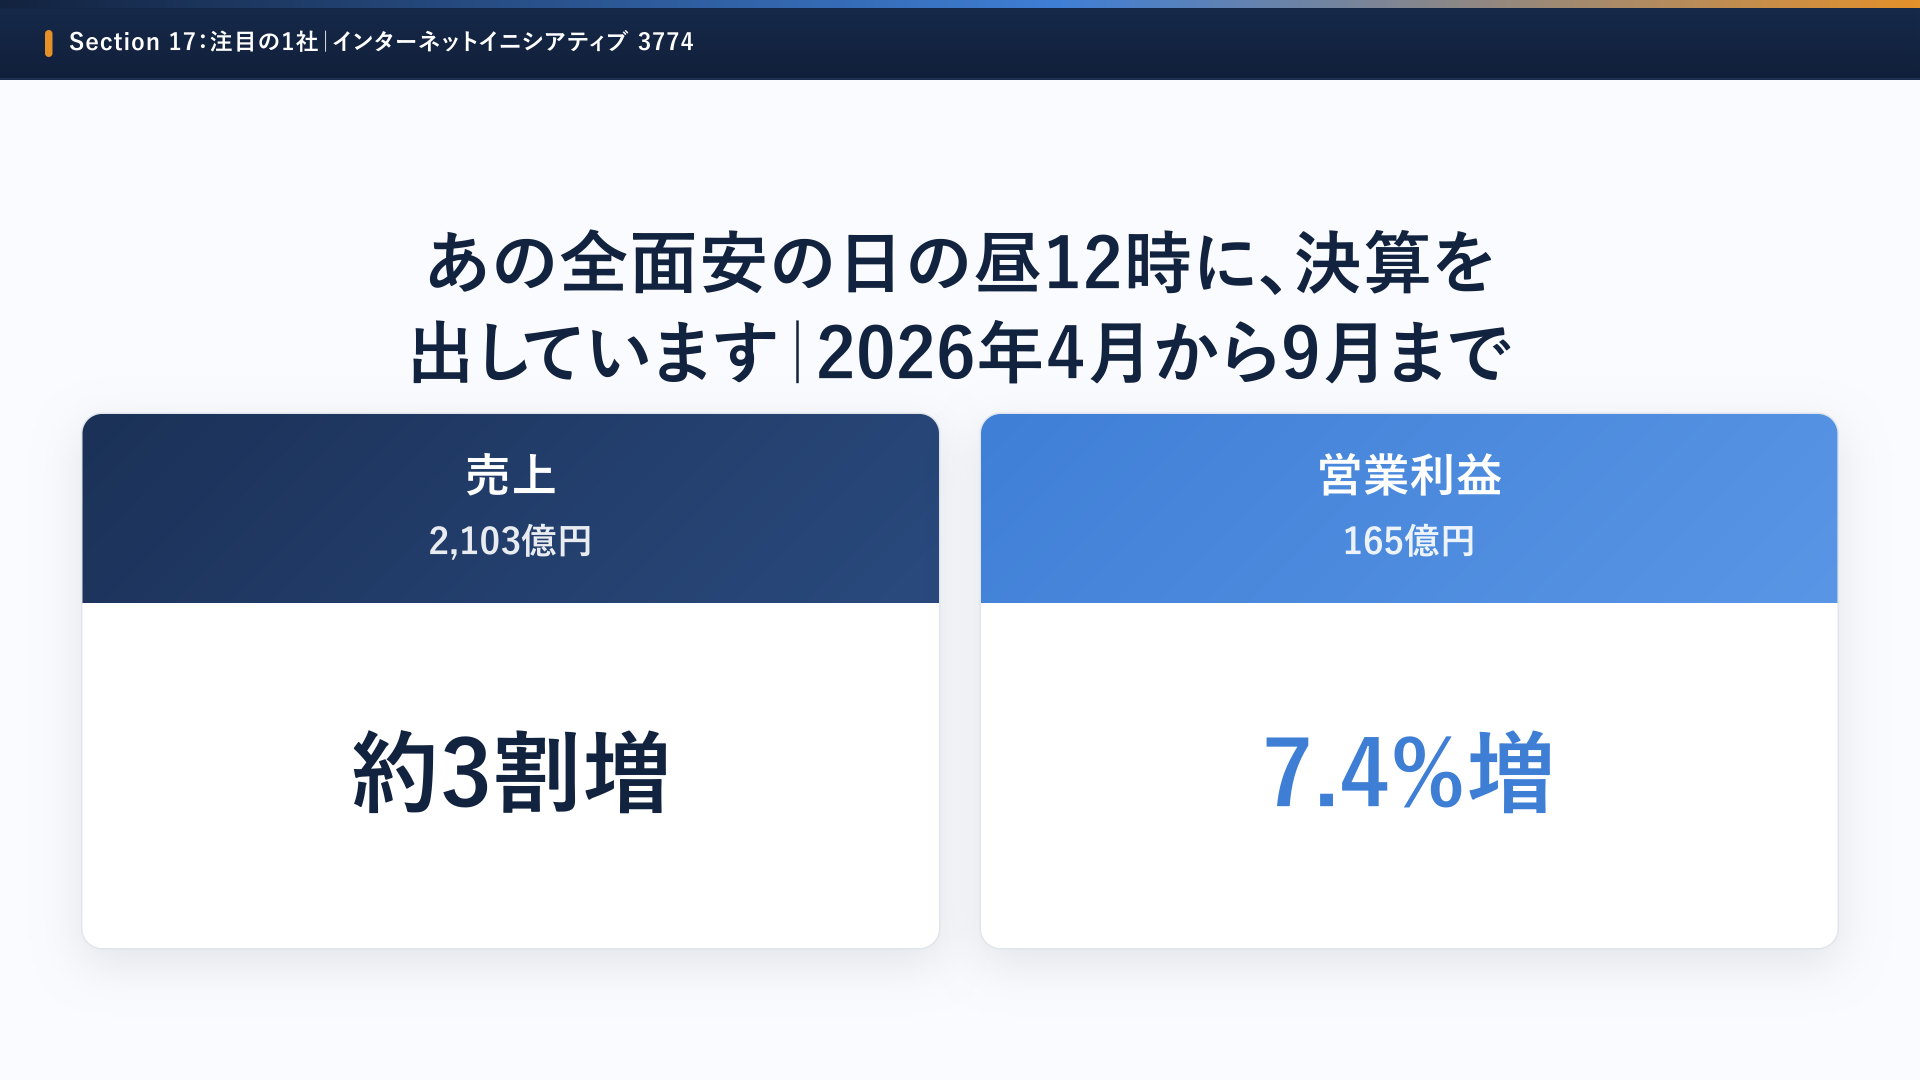 Section 17：注目の1社｜インターネットイニシアティブ 3774
あの全面安の日の昼12時に、決算を
出しています｜2026年4月から9月まで
売上
2,103億円
約3割増
営業利益
165億円
7.4%増